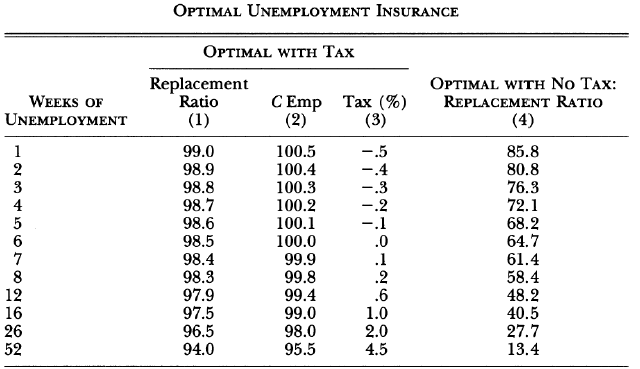 OPTIMAL UNEMPLOYMENT INSURANCE
OPTIMAL WITH TAX
WEEKS OF UNEMPLOYMENT Replacement Ratio (1) C Emp (2) Tax (%) (3) OPTIMAL WITH NO TAX: REPLACEMENT RATIO (4)
1 99.0 100.5 −.5 85.8
2 98.9 100.4 −.4 80.8
3 98.8 100.3 −.3 76.3
4 98.7 100.2 −.2 72.1
5 98.6 100.1 −.1 68.2
6 98.5 100.0 .0 64.7
7 98.4 99.9 .1 61.4
8 98.3 99.8 .2 58.4
12 97.9 99.4 .6 48.2
16 97.5 99.0 1.0 40.5
26 96.5 98.0 2.0 27.7
52 94.0 95.5 4.5 13.4